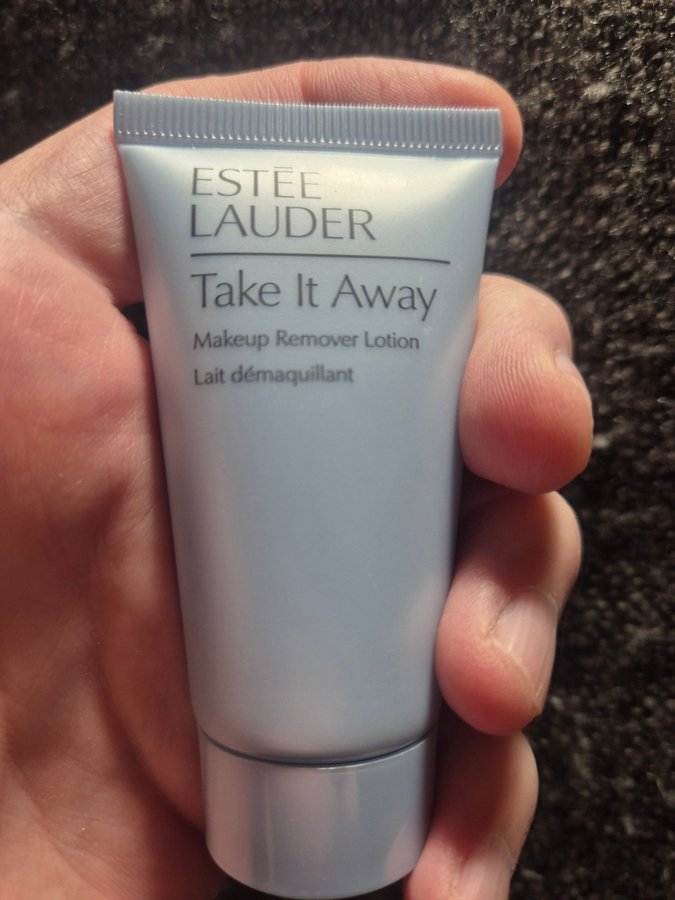 ESTĒE
LAUDER
Take It Away
Makeup Remover Lotion
Lait démaquillant